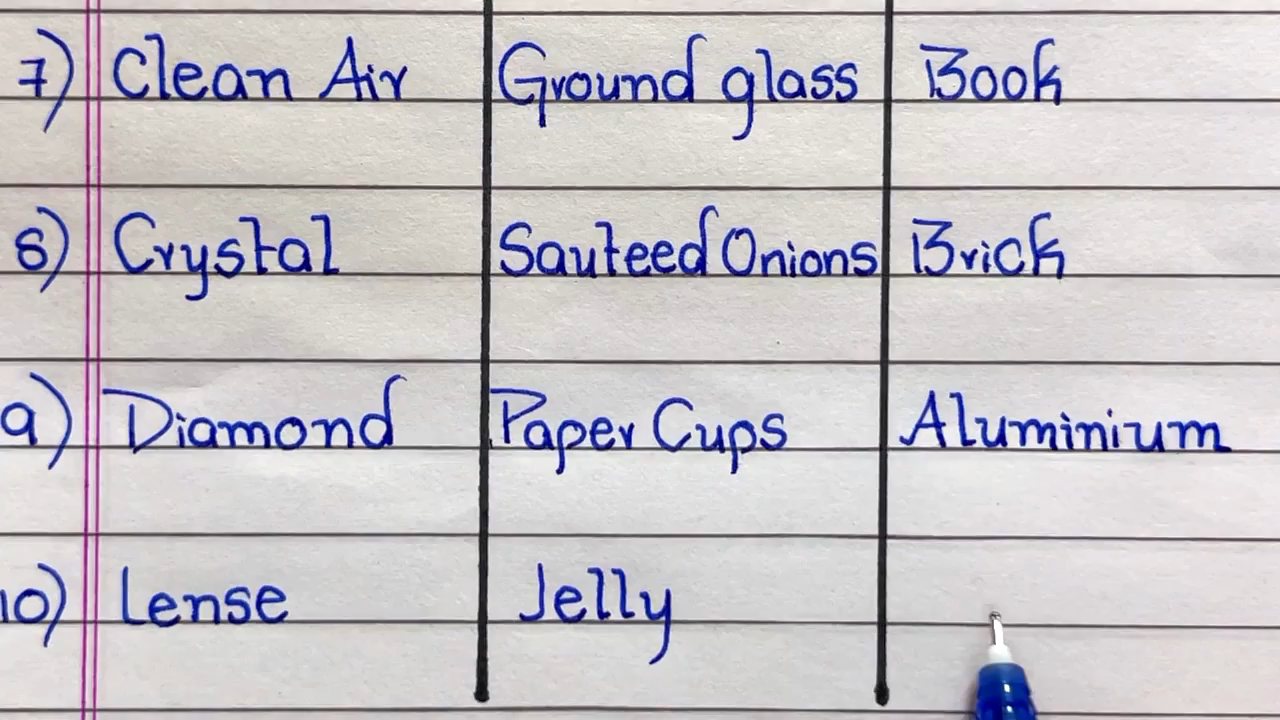 7) Clean Air Ground glass Book
8) Crystal Sauteed Onions Brick
9) Diamond Paper Cups Aluminium
10) Lense Jelly